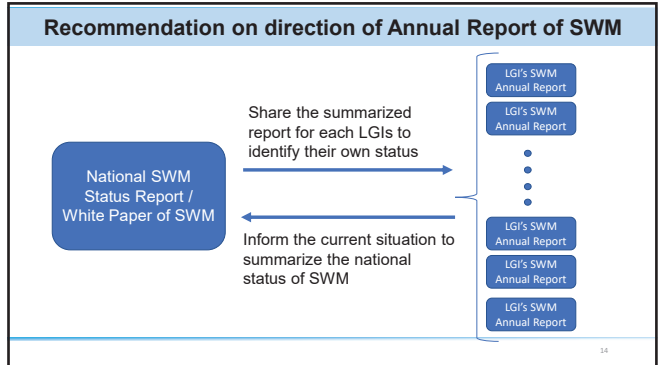 Recommendation on direction of Annual Report of SWM
LGI's SWM
Annual Report
LGI's SWM
Annual Report
Share the summarized
report for each LGIs to
identify their own status
National SWM
Status Report /
White Paper of SWM
Inform the current situation to
summarize the national
status of SWM
LGI's SWM
Annual Report
LGI's SWM
Annual Report
LGI's SWM
Annual Report
14